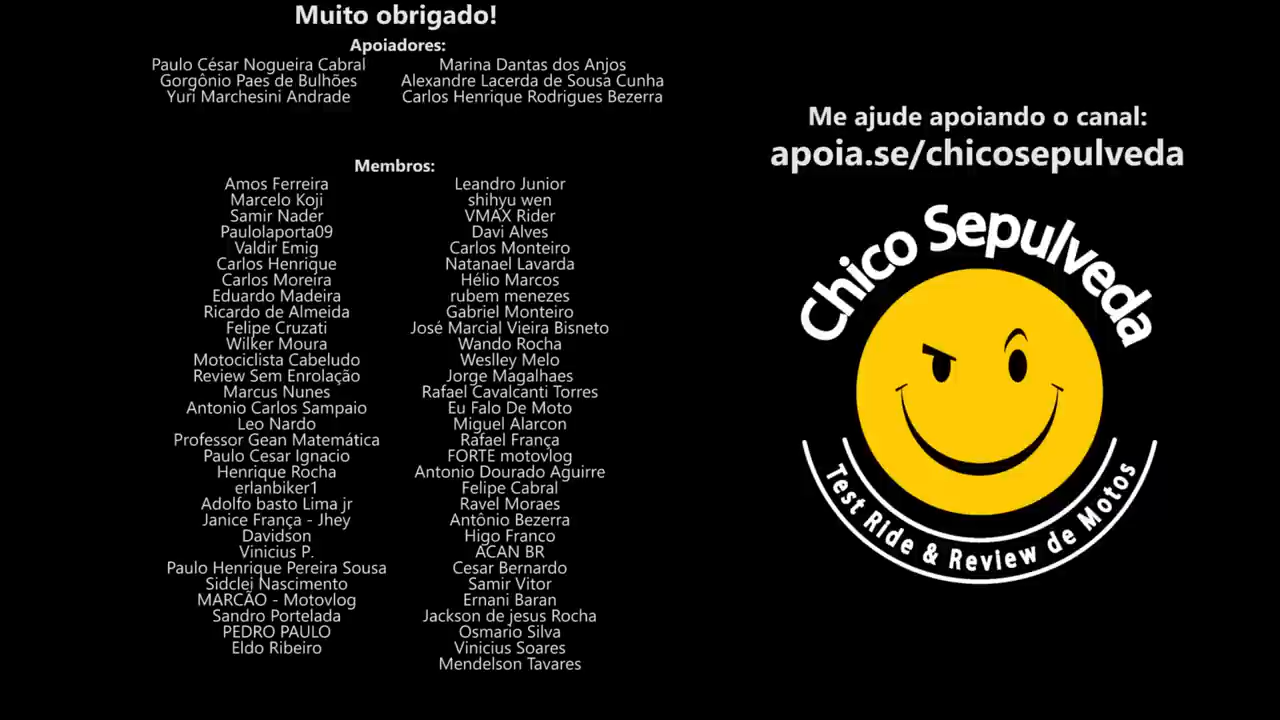 Muito obrigado!
Apoiadores:
Paulo César Nogueira Cabral
Gorgônio Paes de Bulhões
Yuri Marchesini Andrade
Marina Dantas dos Anjos
Alexandre Lacerda de Sousa Cunha
Carlos Henrique Rodrigues Bezerra
Membros:
Amos Ferreira
Marcelo Koji
Samir Nader
Paulolaporta09
Valdir Emig
Carlos Henrique
Carlos Moreira
Eduardo Madeira
Ricardo de Almeida
Felipe Cruzati
Wilker Moura
Motociclista Cabeludo
Review Sem Enrolação
Marcus Nunes
Antonio Carlos Sampaio
Leo Nardo
Professor Gean Matemática
Paulo Cesar Ignacio
Henrique Rocha
erlanbiker1
Adolfo basto Lima jr
Janice França - Jhey
Davidson
Vinicius P.
Paulo Henrique Pereira Sousa
Sidclej Nascimento
MARCÃO - Motovlog
Sandro Portelada
PEDRO PAULO
Eldo Ribeiro
Leandro Junior
shihyu wen
VMAX Rider
Davi Alves
Carlos Monteiro
Natanael Lavarda
Hélio Marcos
rubem menezes
Gabriel Monteiro
José Marcial Vieira Bisneto
Wando Rocha
Weslley Melo
Jorge Magalhaes
Rafael Cavalcanti Torres
Eu Falo De Moto
Miguel Alarcon
Rafael França
FORTE motovlog
Antonio Dourado Aguirre
Felipe Cabral
Ravel Moraes
Antônio Bezerra
Higo Franco
ACAN BR
Cesar Bernardo
Samir Vitor
Ernani Baran
Jackson de jesus Rocha
Osmario Silva
Vinicius Soares
Mendelson Tavares
Me ajude apoiando o canal:
apoia.se/chicosepulveda
Chico Sepulveda
Test Ride & Review de Motos